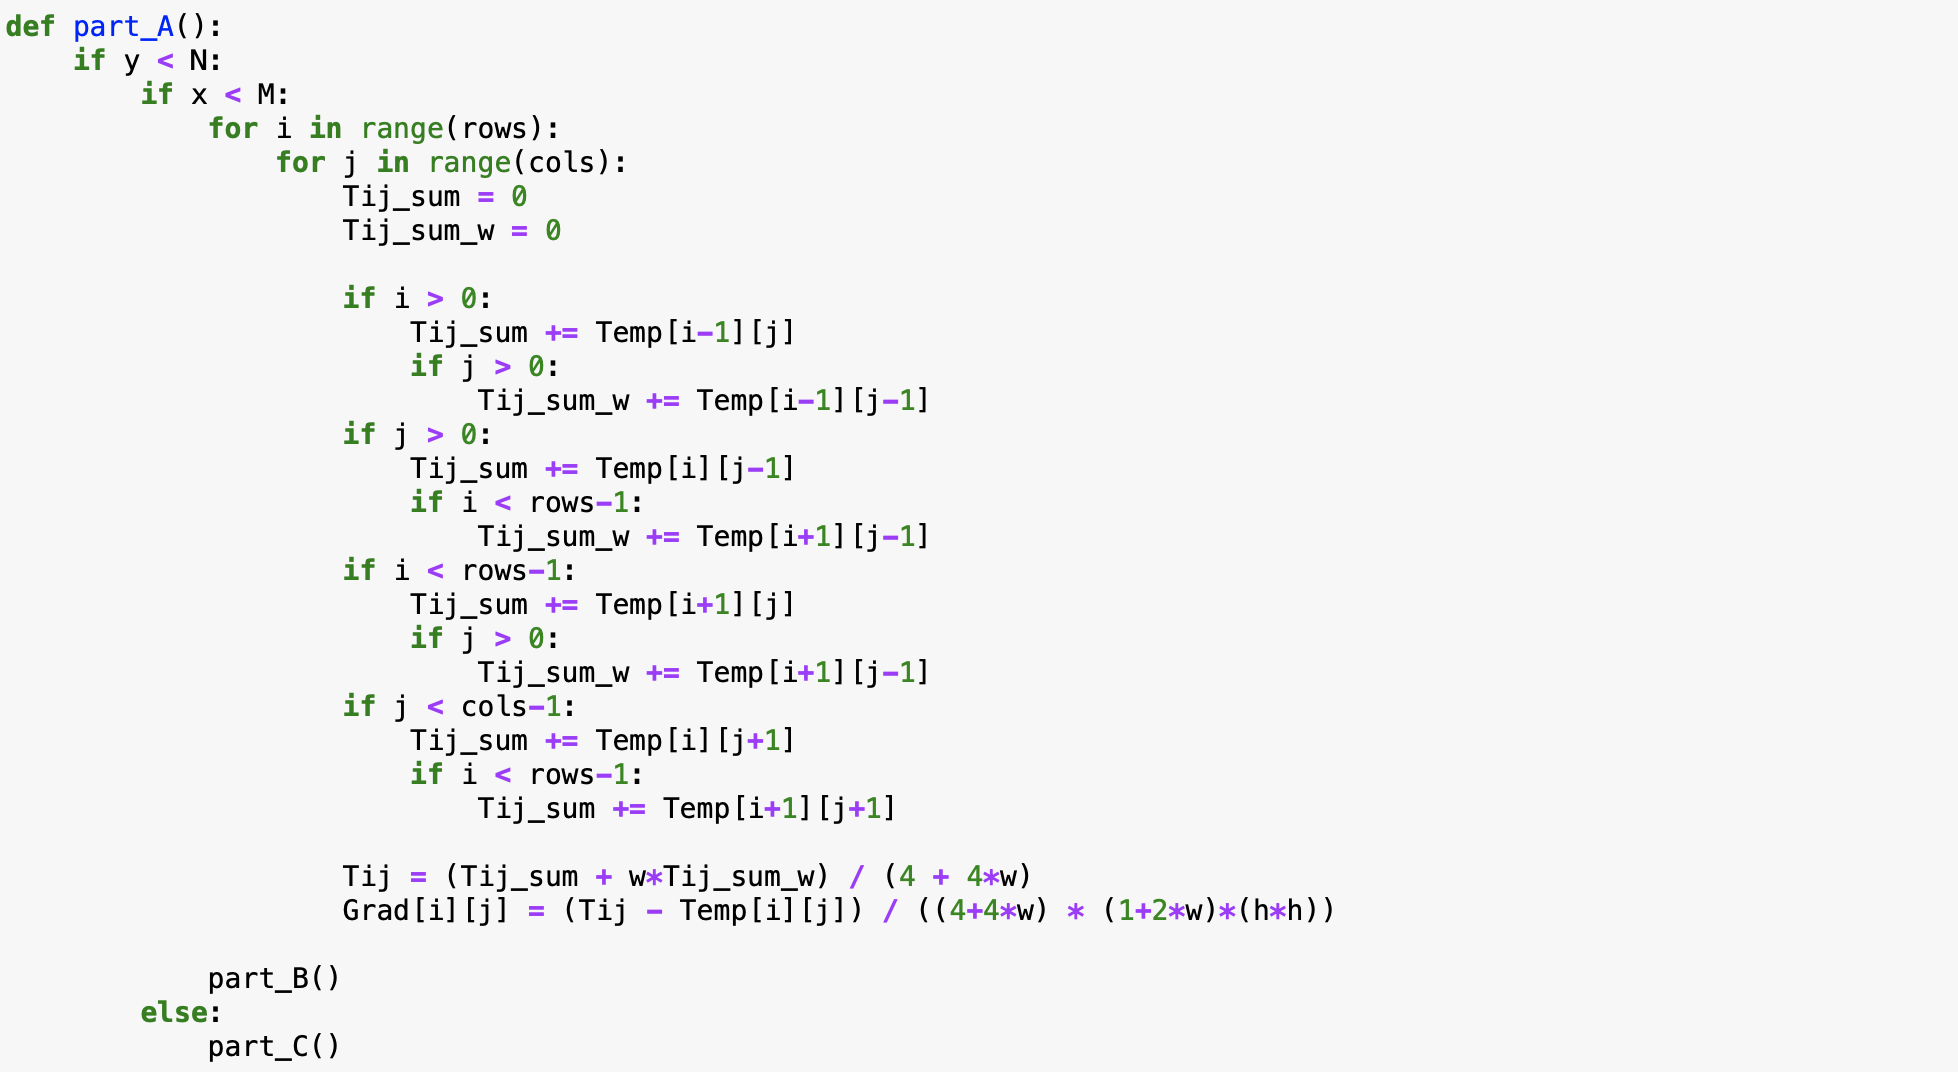 def part_A():
    if y < N:
        if x < M:
            for i in range(rows):
                for j in range(cols):
                    Tij_sum = 0
                    Tij_sum_w = 0

                    if i > 0:
                        Tij_sum += Temp[i-1][j]
                        if j > 0:
                            Tij_sum_w += Temp[i-1][j-1]
                    if j > 0:
                        Tij_sum += Temp[i][j-1]
                        if i < rows-1:
                            Tij_sum_w += Temp[i+1][j-1]
                    if i < rows-1:
                        Tij_sum += Temp[i+1][j]
                        if j > 0:
                            Tij_sum_w += Temp[i+1][j-1]
                    if j < cols-1:
                        Tij_sum += Temp[i][j+1]
                        if i < rows-1:
                            Tij_sum += Temp[i+1][j+1]

                    Tij = (Tij_sum + w*Tij_sum_w) / (4 + 4*w)
                    Grad[i][j] = (Tij - Temp[i][j]) / ((4+4*w) * (1+2*w)*(h*h))

            part_B()
        else:
            part_C()